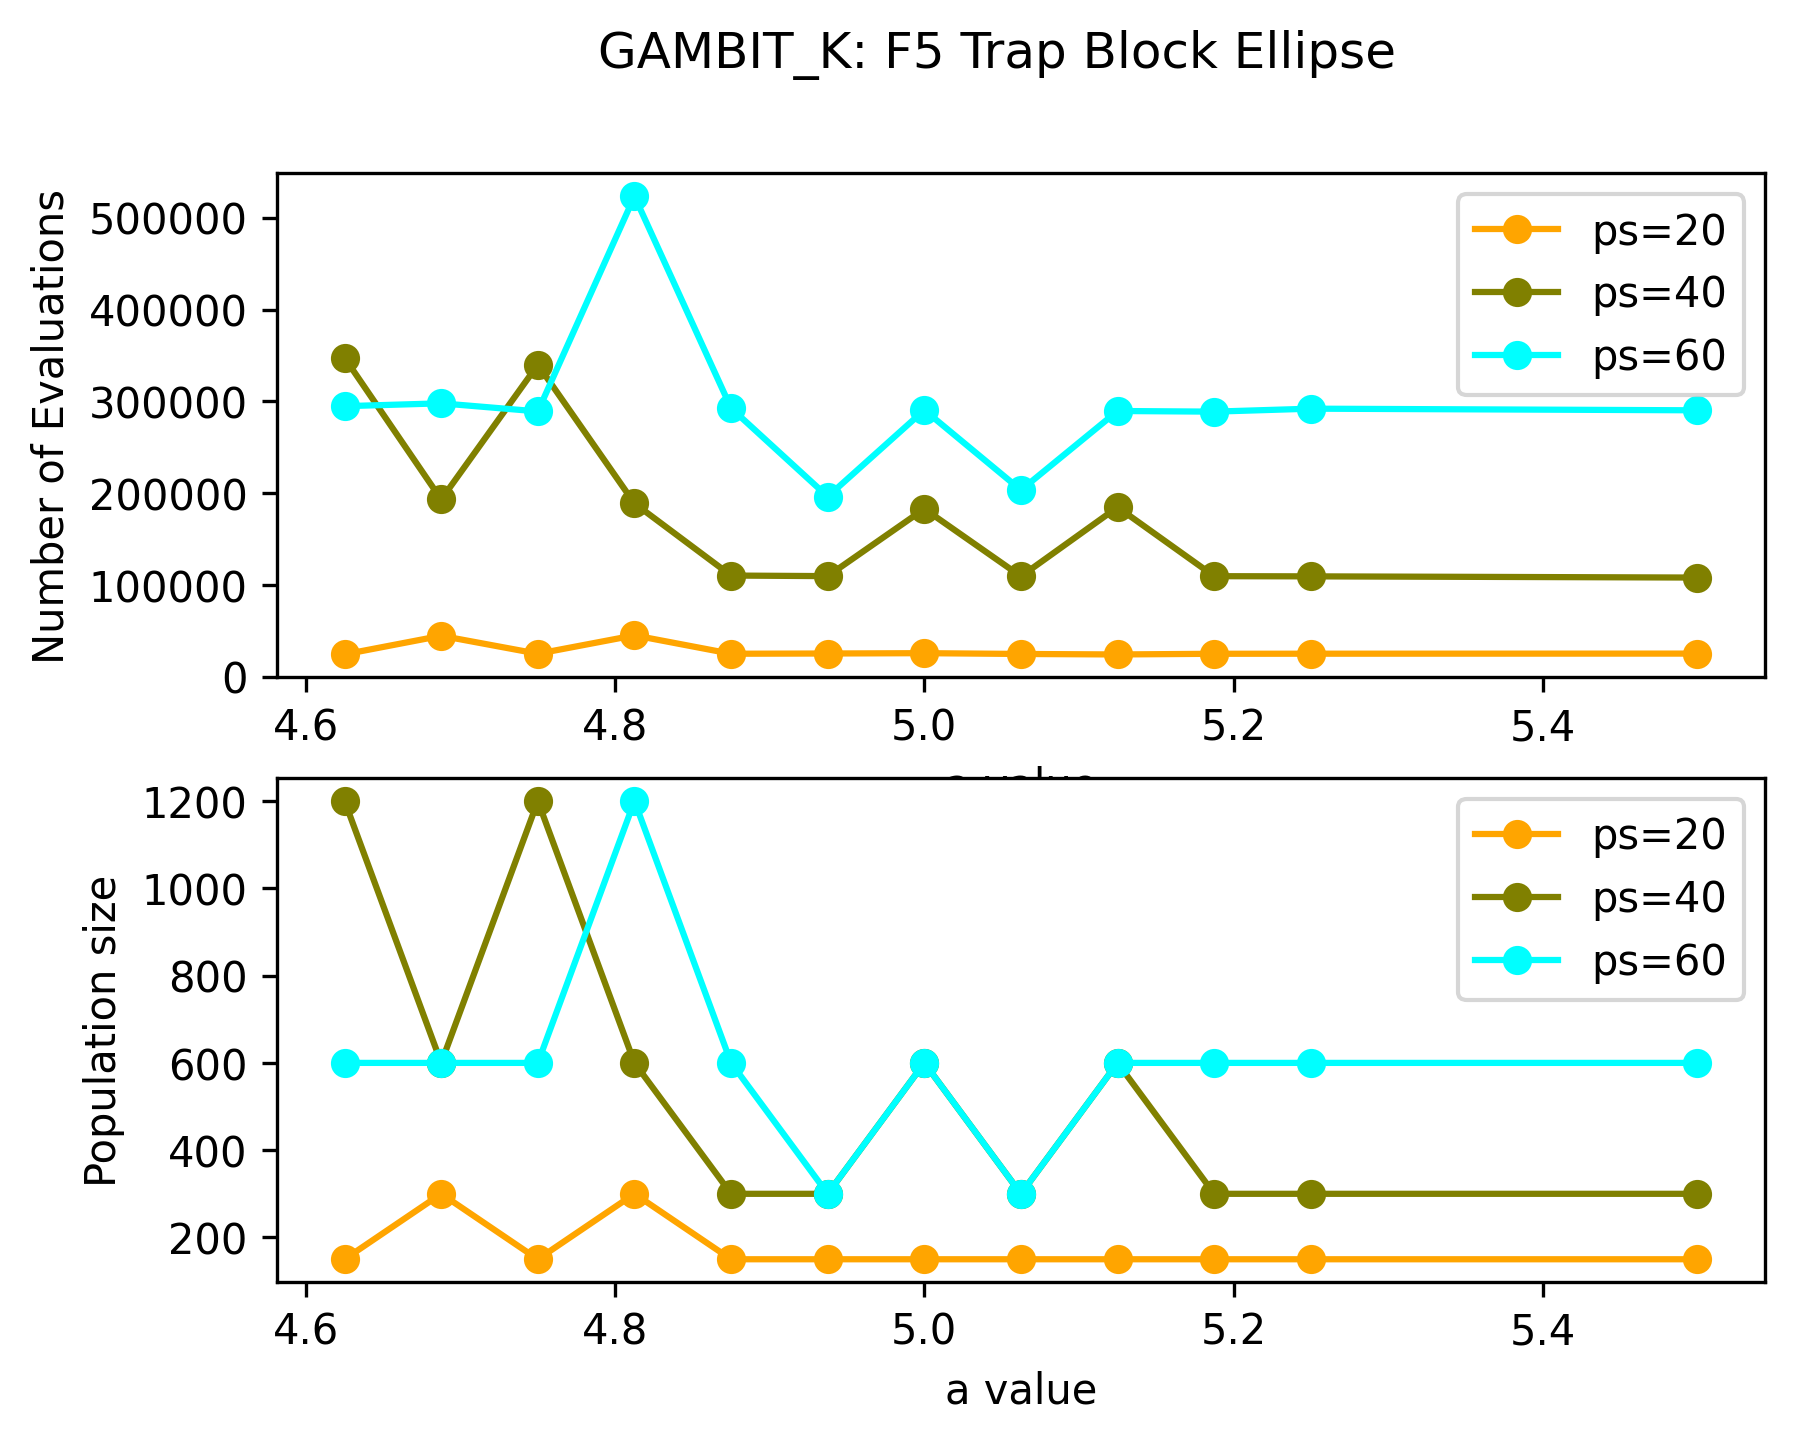 GAMBIT_K: F5 Trap Block Ellipse
Number of Evaluations
500000
400000
300000
200000
100000
0
4.6 4.8 5.0 5.2 5.4
ps=20
ps=40
ps=60
a value
Population size
1200
1000
800
600
400
200
4.6 4.8 5.0 5.2 5.4
ps=20
ps=40
ps=60
a value